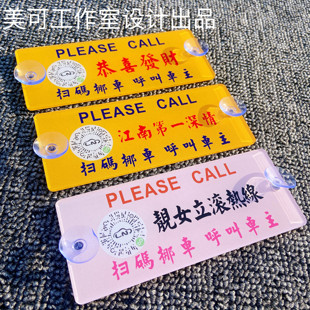 美可工作室设计出品
PLEASE CALL
恭喜發財
扫碼挪車 呼叫車主
PLEASE CALL
江南第一深情
扫碼挪車 呼叫車主
PLEASE CALL
靚女立滾熱線
扫碼挪車 呼叫車主